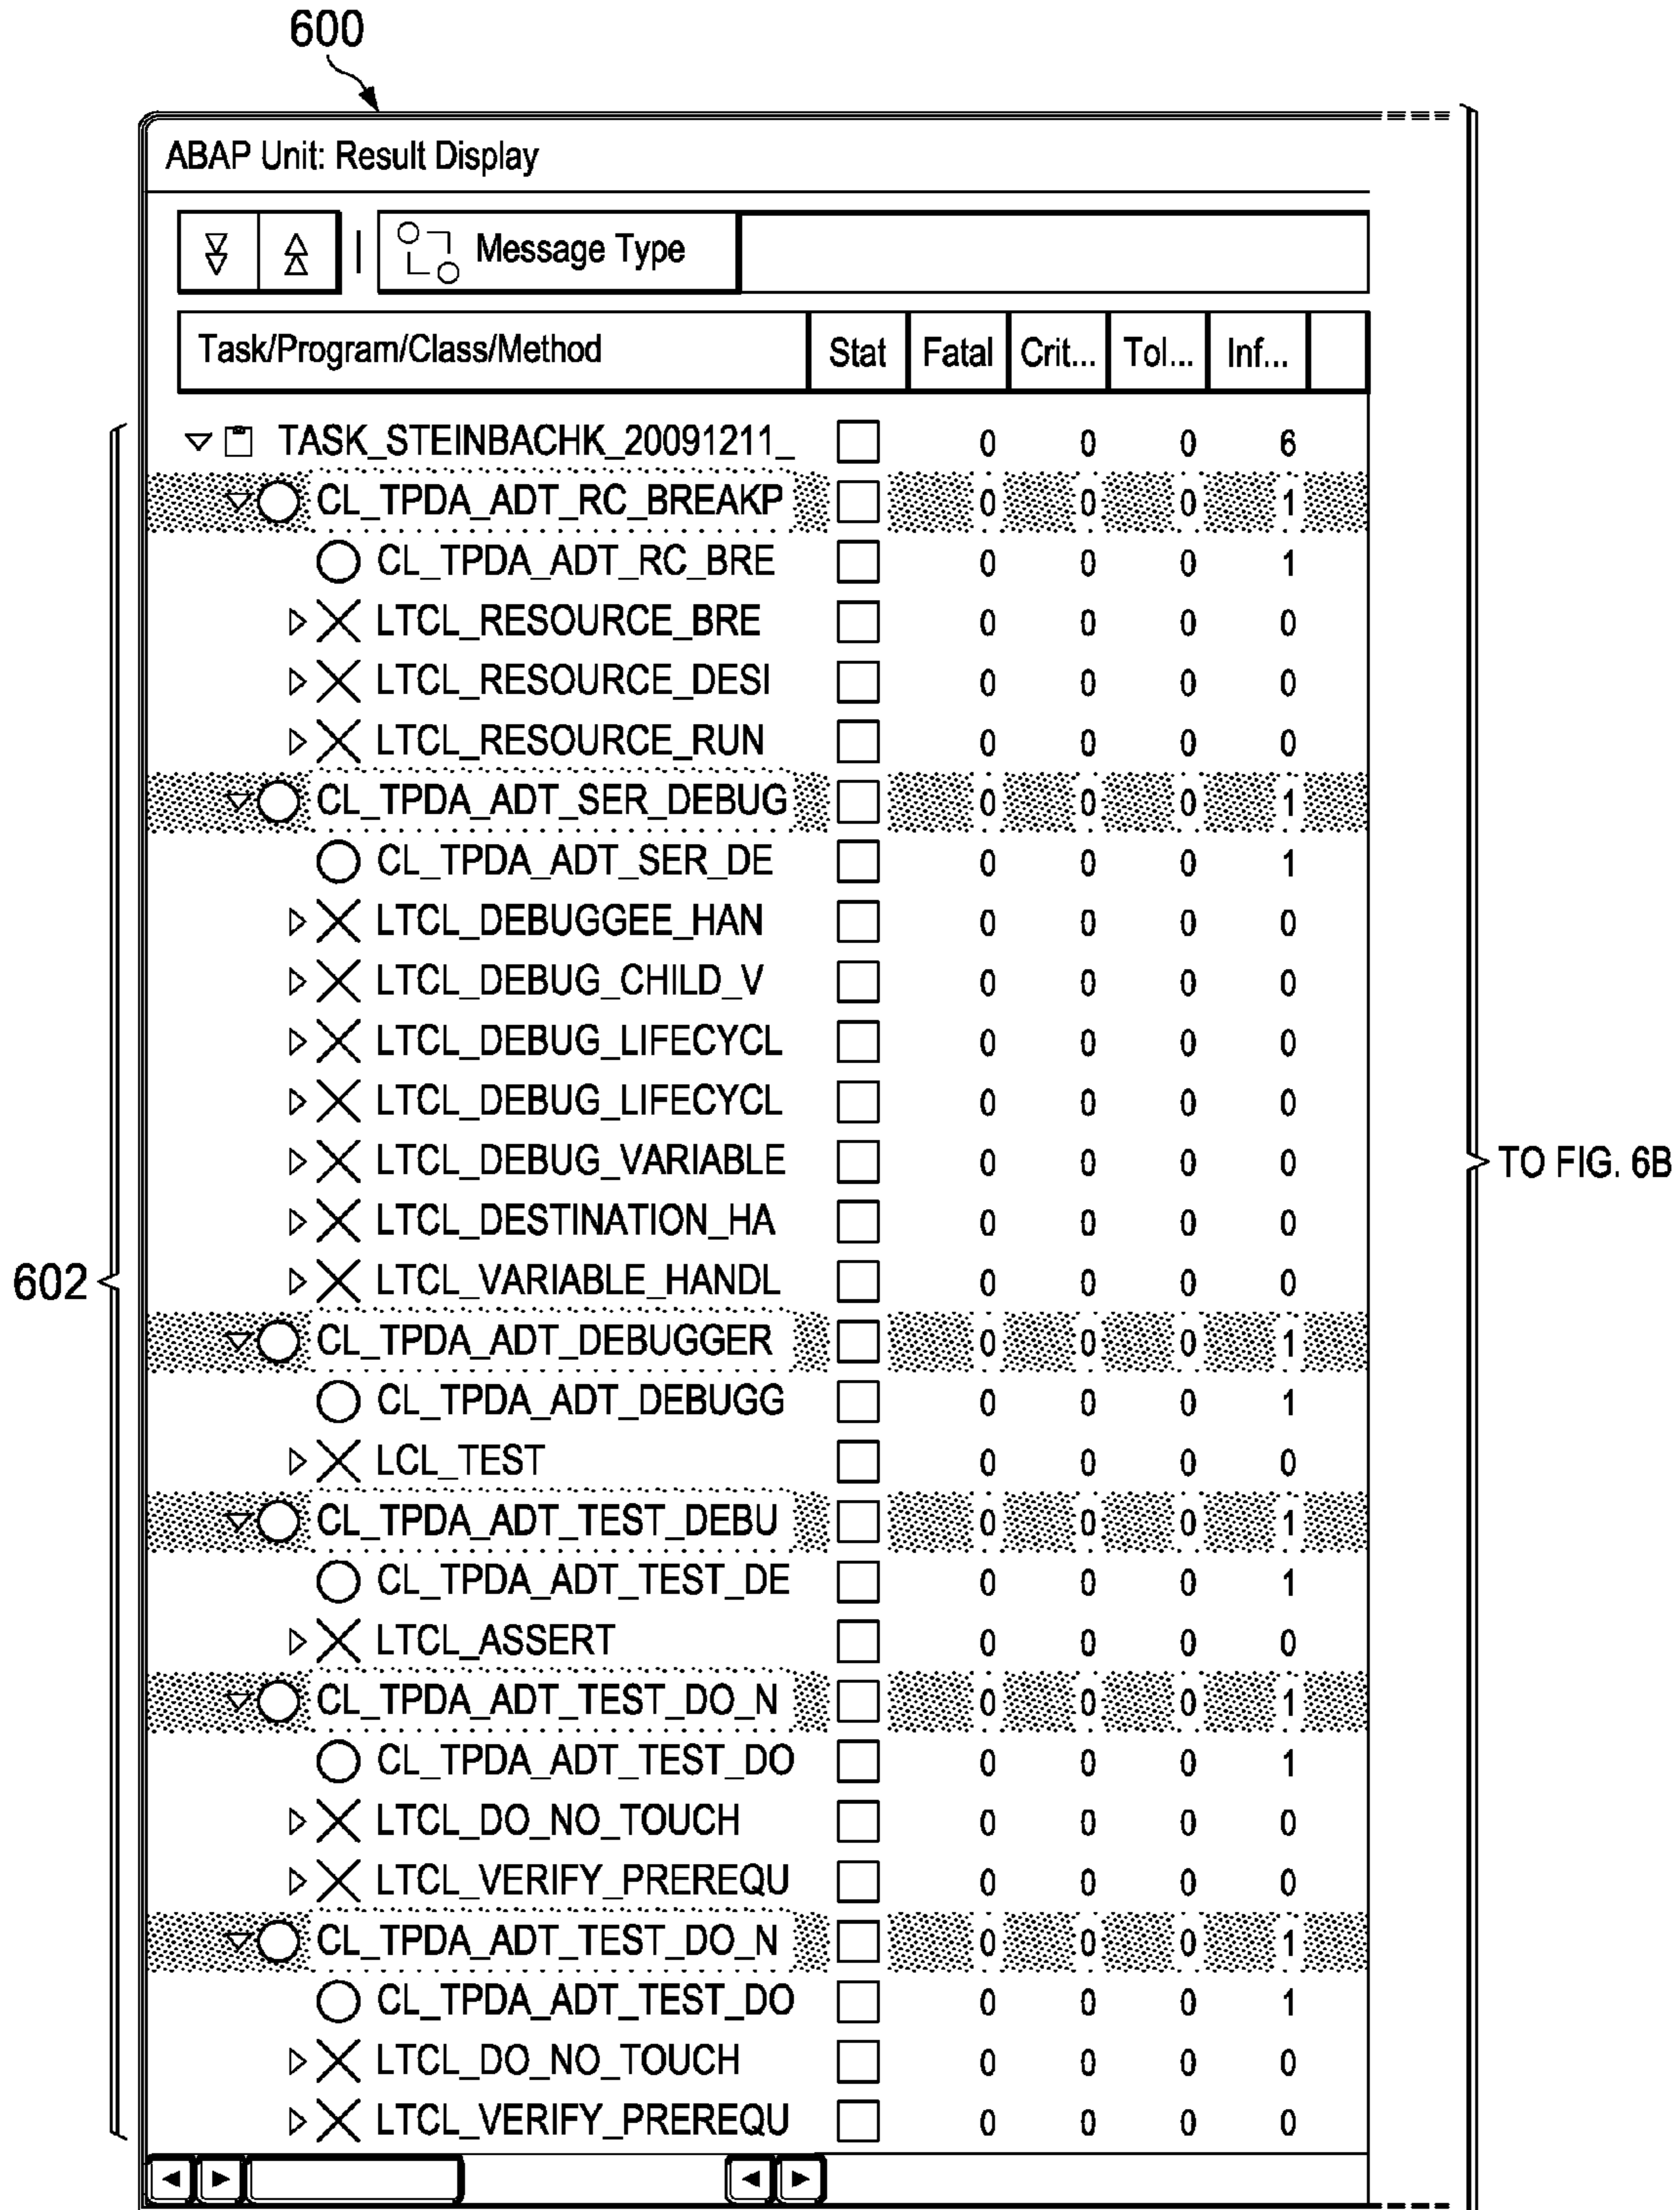 600
ABAP Unit: Result Display
Message Type
Task/Program/Class/Method Stat Fatal Crit... Tol... Inf...
TASK_STEINBACHK_20091211_ 0 0 0 6
CL_TPDA_ADT_RC_BREAKP 0 0 0 1
CL_TPDA_ADT_RC_BRE 0 0 0 1
LTCL_RESOURCE_BRE 0 0 0 0
LTCL_RESOURCE_DESI 0 0 0 0
LTCL_RESOURCE_RUN 0 0 0 0
CL_TPDA_ADT_SER_DEBUG 0 0 0 1
CL_TPDA_ADT_SER_DE 0 0 0 1
LTCL_DEBUGGEE_HAN 0 0 0 0
LTCL_DEBUG_CHILD_V 0 0 0 0
LTCL_DEBUG_LIFECYCL 0 0 0 0
LTCL_DEBUG_LIFECYCL 0 0 0 0
LTCL_DEBUG_VARIABLE 0 0 0 0
TO FIG. 6B
LTCL_DESTINATION_HA 0 0 0 0
602
LTCL_VARIABLE_HANDL 0 0 0 0
CL_TPDA_ADT_DEBUGGER 0 0 0 1
CL_TPDA_ADT_DEBUGG 0 0 0 1
LCL_TEST 0 0 0 0
CL_TPDA_ADT_TEST_DEBU 0 0 0 1
CL_TPDA_ADT_TEST_DE 0 0 0 1
LTCL_ASSERT 0 0 0 0
CL_TPDA_ADT_TEST_DO_N 0 0 0 1
CL_TPDA_ADT_TEST_DO 0 0 0 1
LTCL_DO_NO_TOUCH 0 0 0 0
LTCL_VERIFY_PREREQU 0 0 0 0
CL_TPDA_ADT_TEST_DO_N 0 0 0 1
CL_TPDA_ADT_TEST_DO 0 0 0 1
LTCL_DO_NO_TOUCH 0 0 0 0
LTCL_VERIFY_PREREQU 0 0 0 0